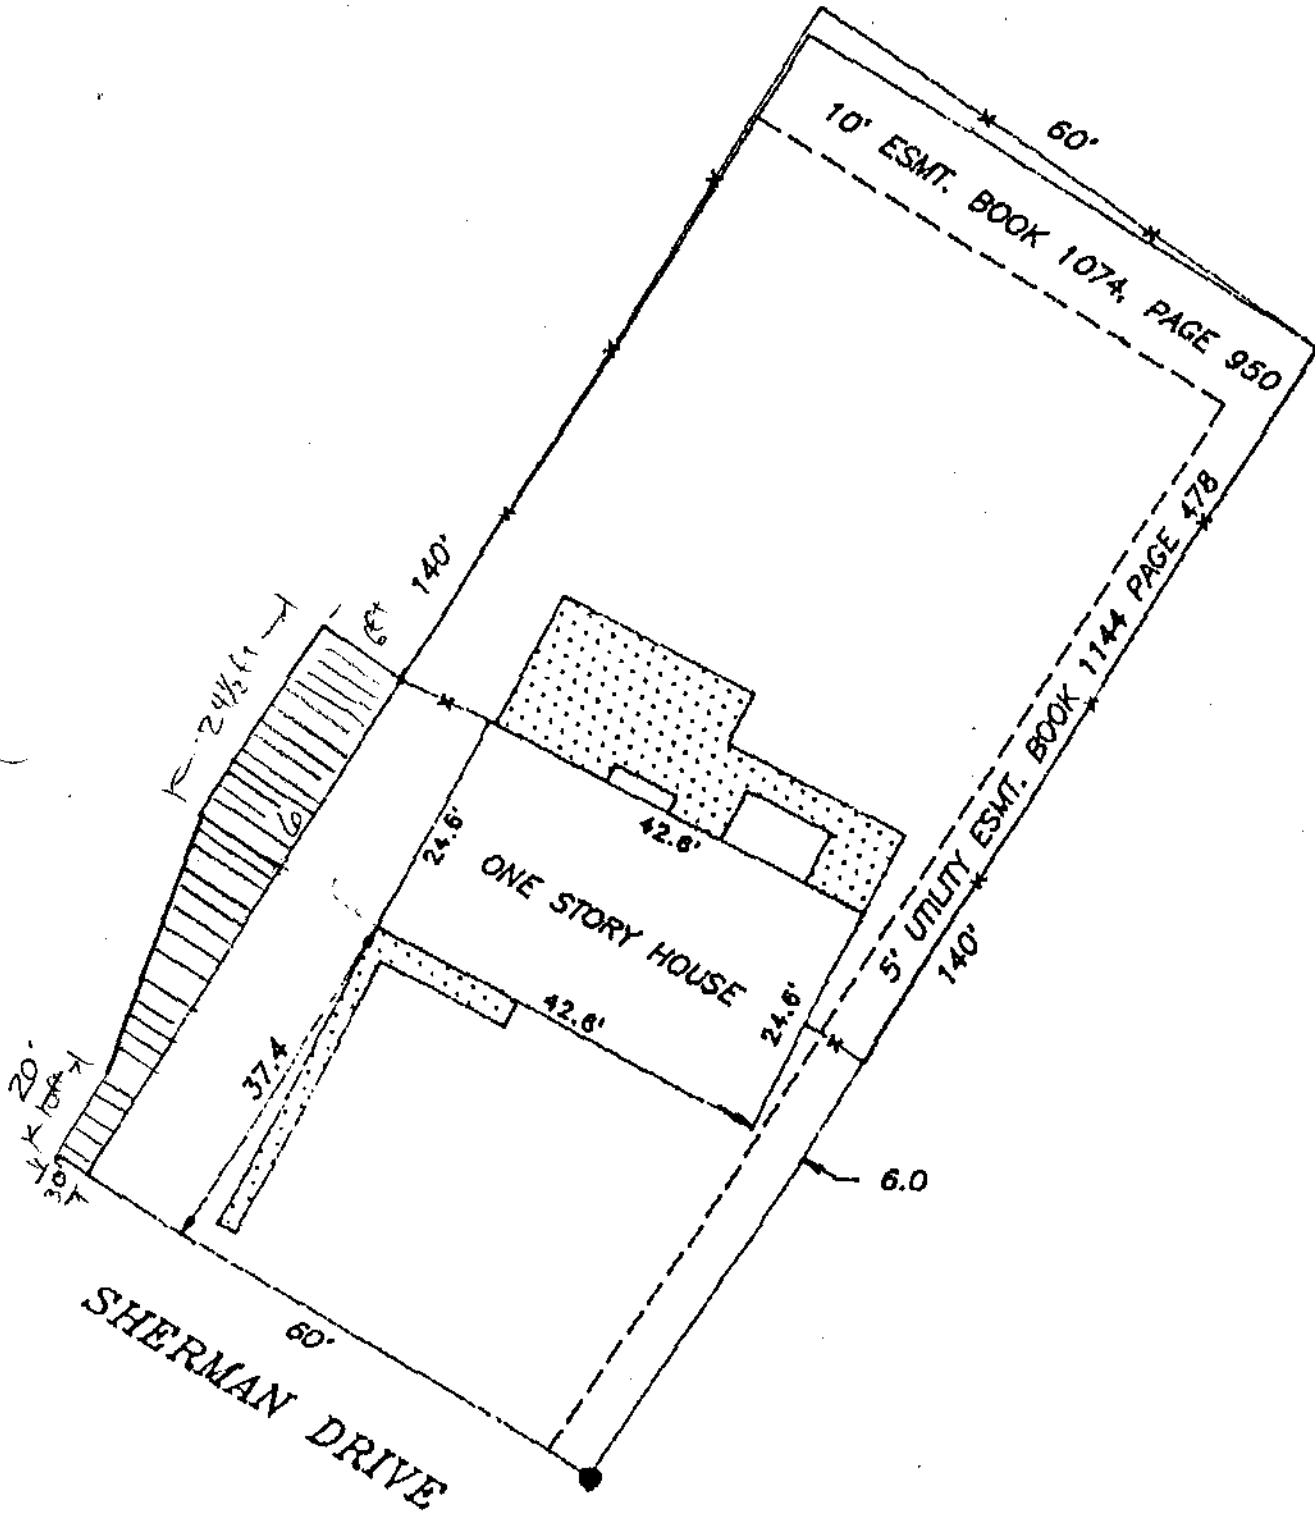 60'
10' ESMT. BOOK 1074, PAGE 950
140'
6 ft
24½ ft
6'
5' UTILITY ESMT. BOOK 1144 PAGE 478
140'
24.6'
42.6'
ONE STORY HOUSE
42.6'
24.6'
37.4
20'
6.0
60'
SHERMAN DRIVE